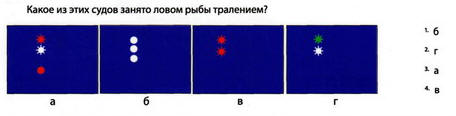 Какое из этих судов занято ловом рыбы тралением?
1. б
2. г
3. а
4. в
а б в г